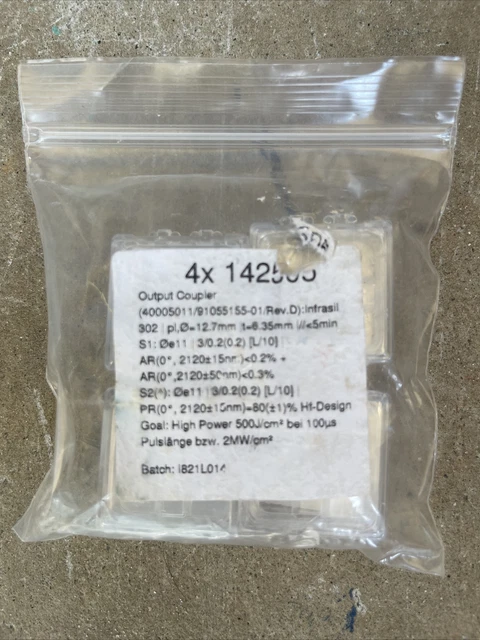 4x 142505
Output Coupler
(40005011/91055155-01/Rev.D):Infrasil
302 | pl,Ø=12.7mm | t=6.35mm |//<5min
S1: Øe11 | 3/0.2(0.2) [L/10] |
AR(0°, 2120±15nm)<0.2% +
AR(0°,2120±50nm)<0.3%
S2(*): Øe11 | 3/0.2(0.2) [L/10] |
PR(0°, 2120±15nm)=80(±1)% Hf-Design
Goal: High Power 500J/cm² bei 100µs
Pulslänge bzw. 2MW/cm²
Batch: I821L014